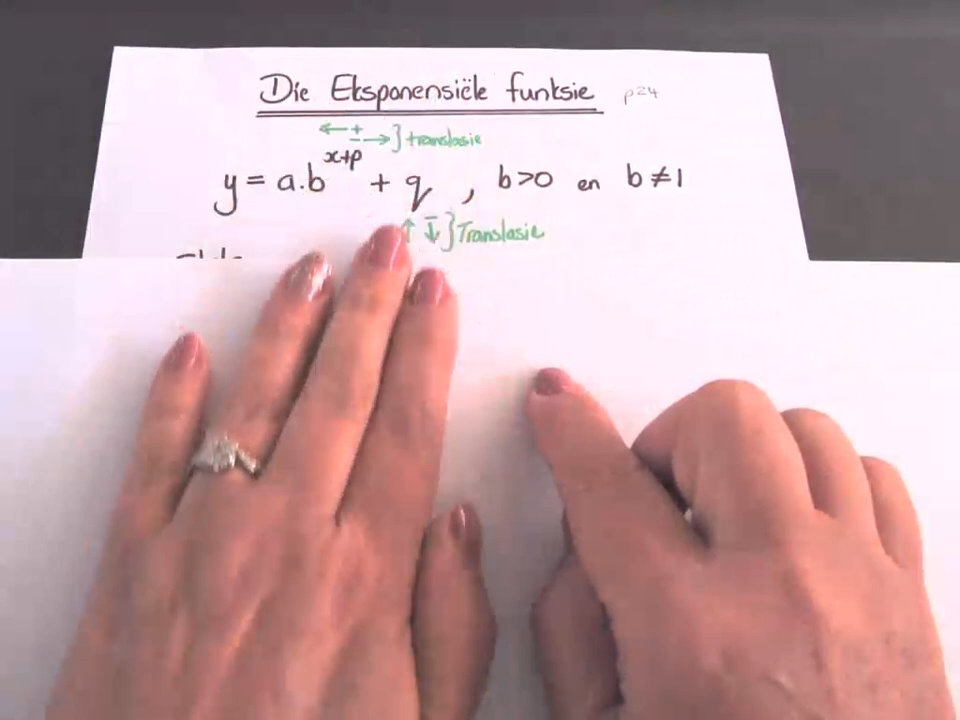 Die Eksponensiële funksie p24
← ± → } translasie
y = a.b^{x+p} + q , b>0 en b≠1
↑ ↓ } Translasie